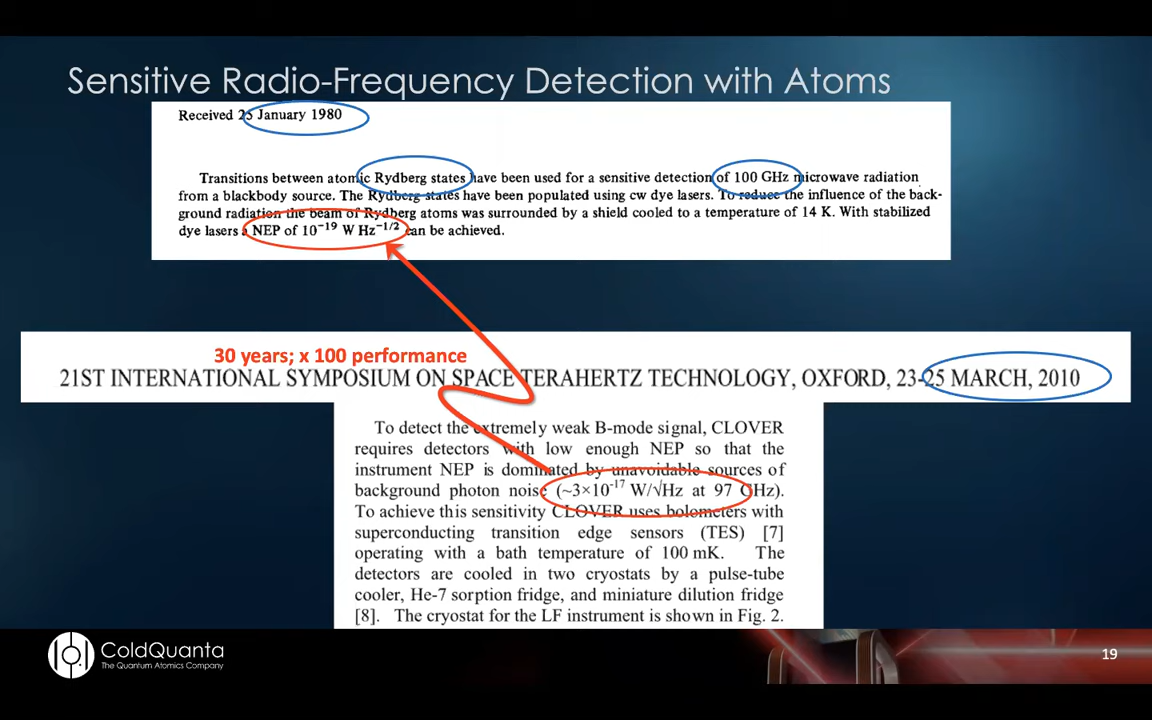 Sensitive Radio-Frequency Detection with Atoms
Received 25 January 1980
Transitions between atomic Rydberg states have been used for a sensitive detection of 100 GHz microwave radiation
from a blackbody source. The Rydberg states have been populated using cw dye lasers. To reduce the influence of the back-
ground radiation the beam of Rydberg atoms was surrounded by a shield cooled to a temperature of 14 K. With stabilized
dye lasers a NEP of 10⁻¹⁹ W Hz⁻¹/² can be achieved.
30 years; x 100 performance
21ST INTERNATIONAL SYMPOSIUM ON SPACE TERAHERTZ TECHNOLOGY, OXFORD, 23-25 MARCH, 2010
To detect the extremely weak B-mode signal, CLOVER
requires detectors with low enough NEP so that the
instrument NEP is dominated by unavoidable sources of
background photon noise (~3×10⁻¹⁷ W/√Hz at 97 GHz).
To achieve this sensitivity CLOVER uses bolometers with
superconducting transition edge sensors (TES) [7]
operating with a bath temperature of 100 mK. The
detectors are cooled in two cryostats by a pulse-tube
cooler, He-7 sorption fridge, and miniature dilution fridge
[8]. The cryostat for the LF instrument is shown in Fig. 2.
ColdQuanta
The Quantum Atomics Company
19